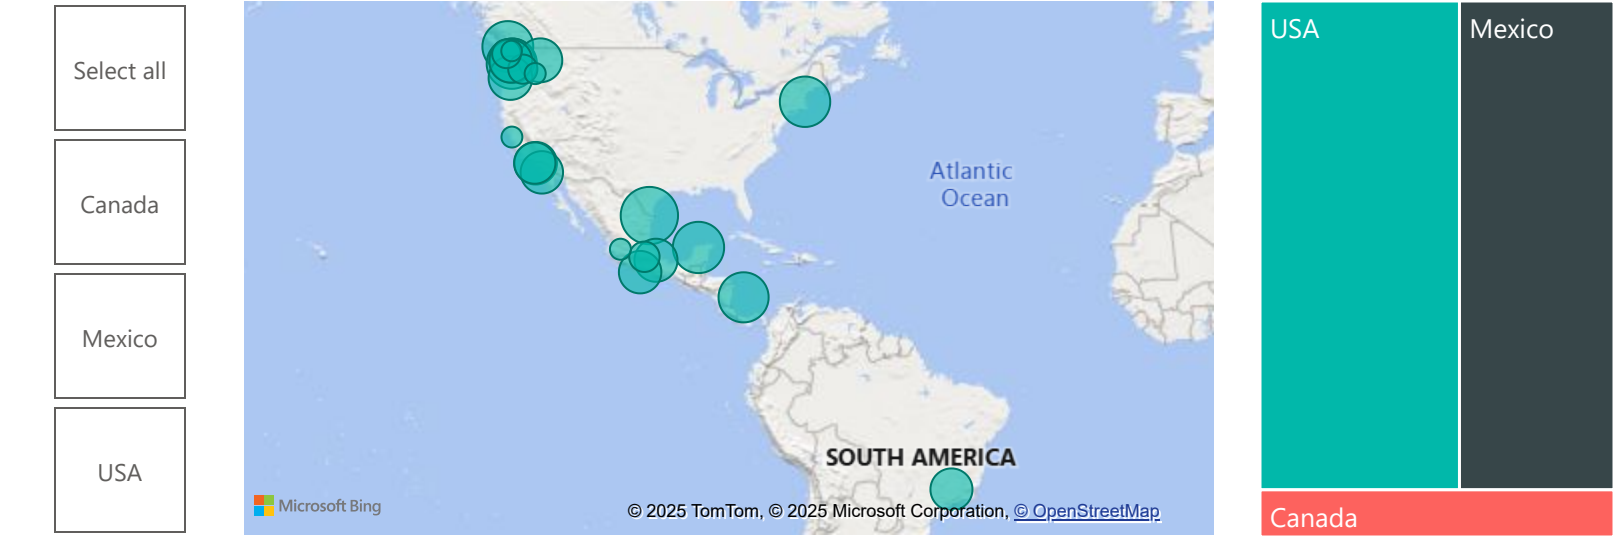 Select all
Canada
Mexico
USA
Atlantic
Ocean
SOUTH AMERICA
Microsoft Bing
© 2025 TomTom, © 2025 Microsoft Corporation, © OpenStreetMap
USA
Mexico
Canada